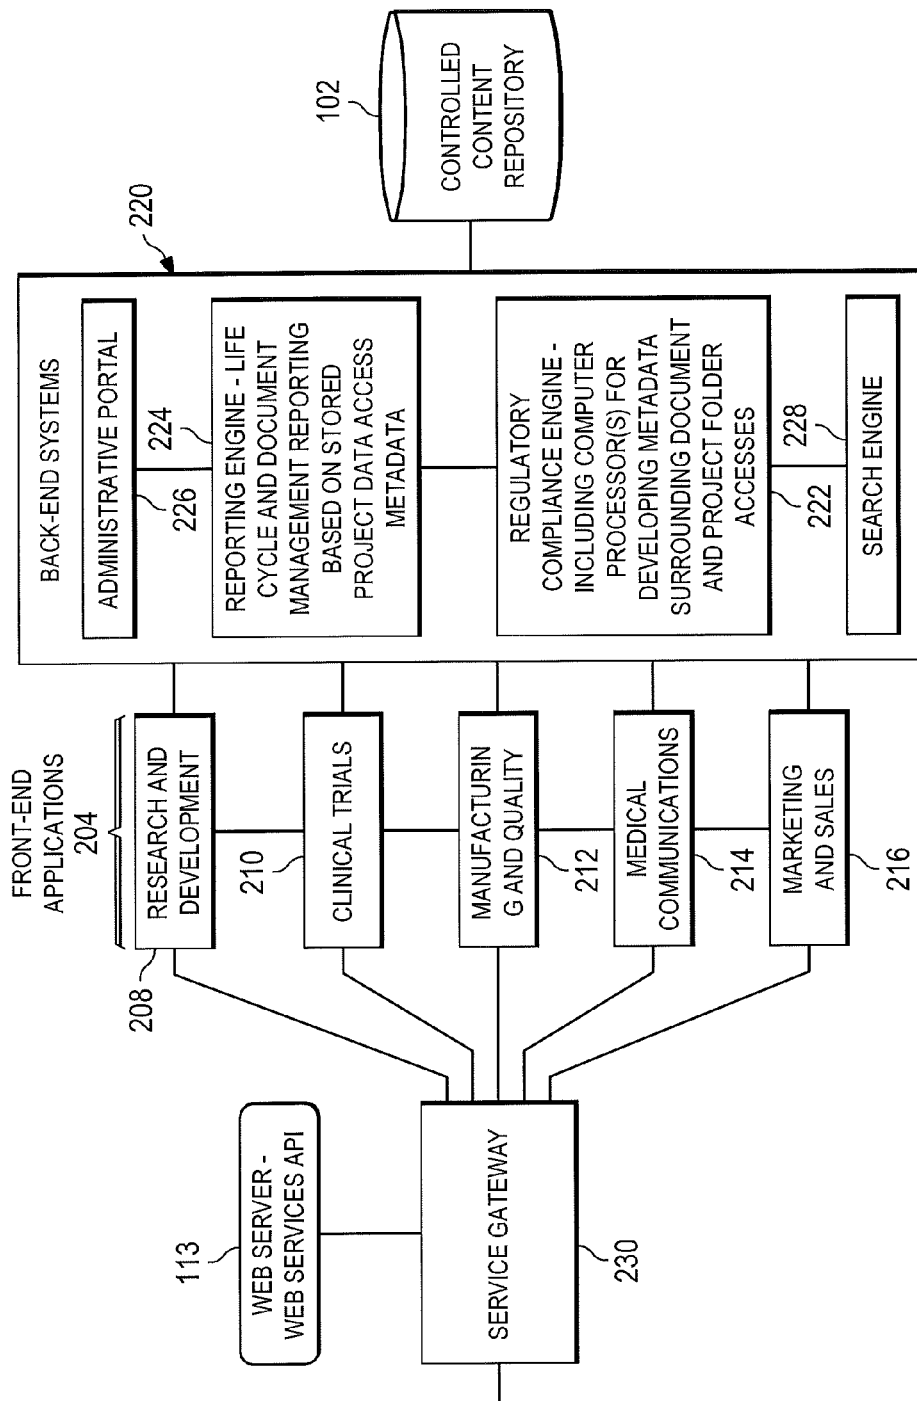 FRONT-END
APPLICATIONS
204
BACK-END SYSTEMS
220
113
WEB SERVER -
WEB SERVICES API
SERVICE GATEWAY
230
208
RESEARCH AND
DEVELOPMENT
210
CLINICAL TRIALS
MANUFACTURIN
G AND QUALITY
212
MEDICAL
COMMUNICATIONS
214
MARKETING
AND SALES
216
ADMINISTRATIVE PORTAL
226
224
REPORTING ENGINE - LIFE
CYCLE AND DOCUMENT
MANAGEMENT REPORTING
BASED ON STORED
PROJECT DATA ACCESS
METADATA
REGULATORY
COMPLIANCE ENGINE -
INCLUDING COMPUTER
PROCESSOR(S) FOR
DEVELOPING METADATA
SURROUNDING DOCUMENT
AND PROJECT FOLDER
ACCESSES
222
228
SEARCH ENGINE
102
CONTROLLED
CONTENT
REPOSITORY